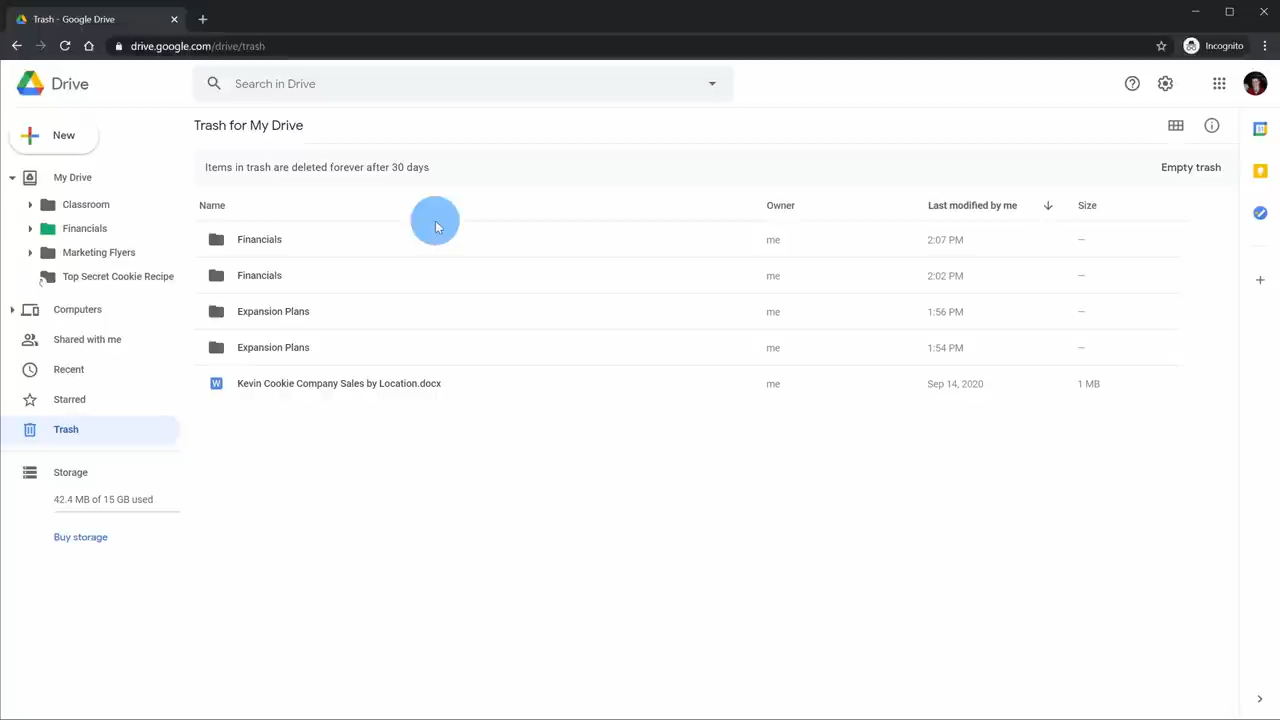 Trash - Google Drive
drive.google.com/drive/trash
Incognito
Drive
Search in Drive
New
Trash for My Drive
Items in trash are deleted forever after 30 days
Empty trash
My Drive
Classroom
Financials
Marketing Flyers
Top Secret Cookie Recipe
Computers
Shared with me
Recent
Starred
Trash
Storage
42.4 MB of 15 GB used
Buy storage
Name Owner Last modified by me Size
Financials me 2:07 PM —
Financials me 2:02 PM —
Expansion Plans me 1:56 PM —
Expansion Plans me 1:54 PM —
W Kevin Cookie Company Sales by Location.docx me Sep 14, 2020 1 MB